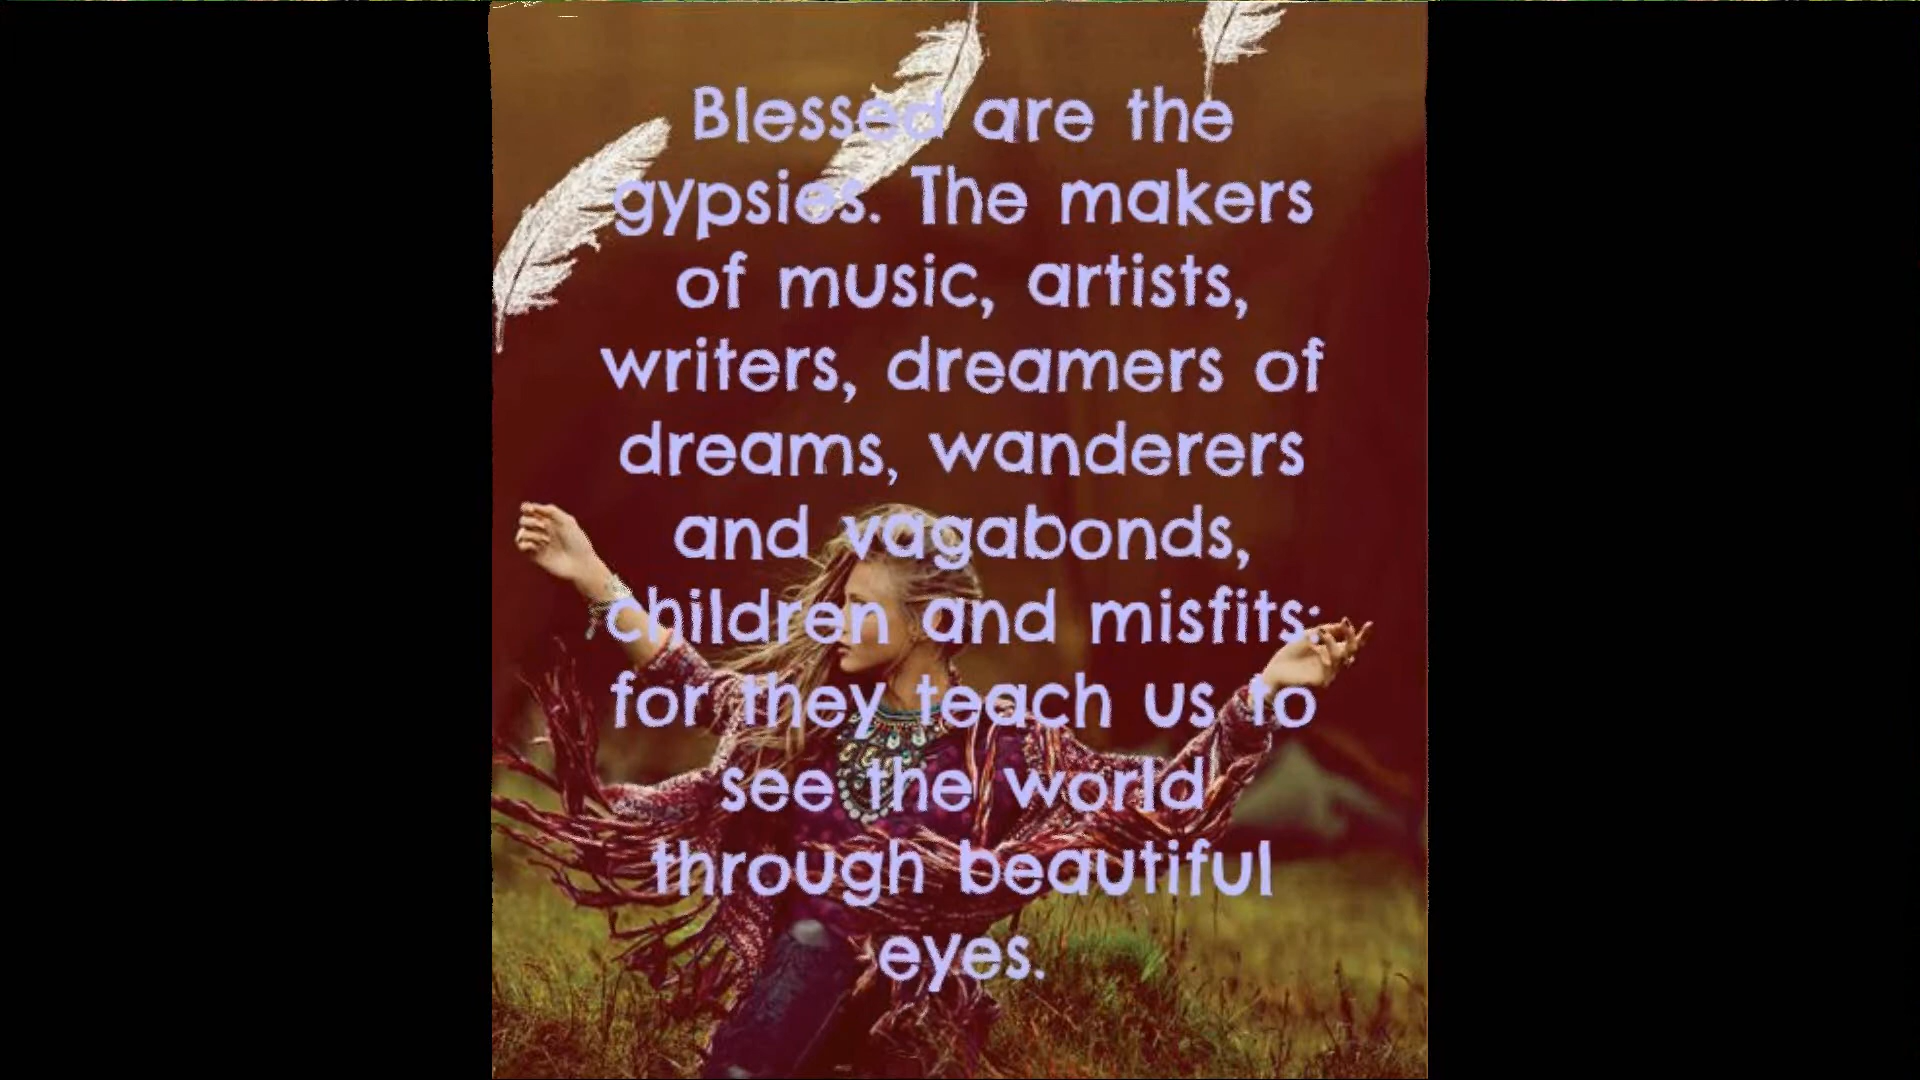 Blessed are the
gypsies. The makers
of music, artists,
writers, dreamers of
dreams, wanderers
and vagabonds,
children and misfits:
for they teach us to
see the world
through beautiful
eyes.